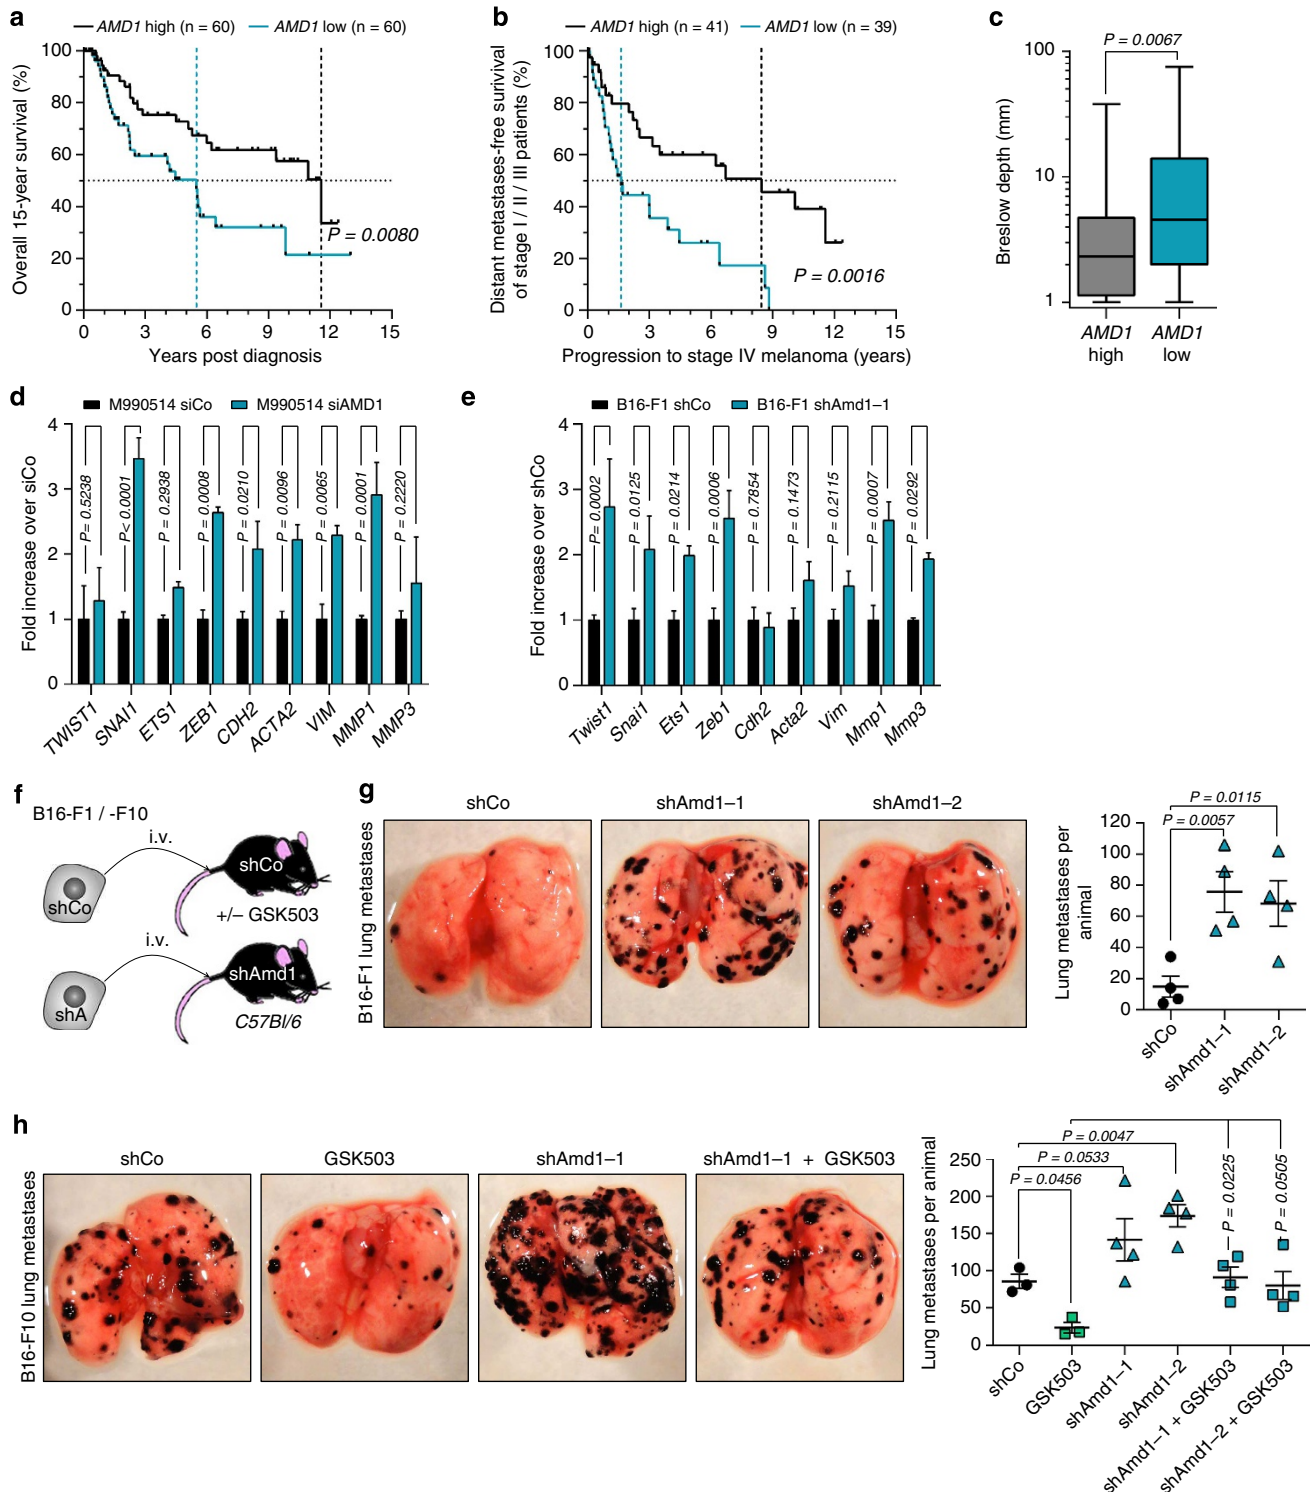 a
AMD1 high (n = 60) AMD1 low (n = 60)
Overall 15-year survival (%)
100
80
60
40
20
0
P = 0.0080
0 3 6 9 12 15
Years post diagnosis
b
AMD1 high (n = 41) AMD1 low (n = 39)
Distant metastases-free surivival
of stage I / II / III patients (%)
100
80
60
40
20
0
P = 0.0016
0 3 6 9 12 15
Progression to stage IV melanoma (years)
c
P = 0.0067
Breslow depth (mm)
100
10
1
AMD1 high
AMD1 low
d
M990514 siCo M990514 siAMD1
Fold increase over siCo
4
3
2
1
0
P = 0.5238
P < 0.0001
P = 0.2938
P = 0.0008
P = 0.0210
P = 0.0096
P = 0.0065
P = 0.0001
P = 0.2220
TWIST1 SNAI1 ETS1 ZEB1 CDH2 ACTA2 VIM MMP1 MMP3
e
B16-F1 shCo B16-F1 shAmd1–1
Fold increase over shCo
4
3
2
1
0
P = 0.0002
P = 0.0125
P = 0.0214
P = 0.0006
P = 0.7854
P = 0.1473
P = 0.2115
P = 0.0007
P = 0.0292
Twist1 Snai1 Ets1 Zeb1 Cdh2 Acta2 Vim Mmp1 Mmp3
f
B16-F1 / -F10
i.v.
shCo
shCo
+/– GSK503
i.v.
shAmd1
shA
C57Bl/6
g
shCo shAmd1–1 shAmd1–2
B16-F1 lung metastases
P = 0.0115
P = 0.0057
Lung metastases per
animal
120
100
80
60
40
20
0
shCo shAmd1–1 shAmd1–2
h
shCo GSK503 shAmd1–1 shAmd1–1 + GSK503
B16-F10 lung metastases
P = 0.0047
P = 0.0533
P = 0.0456
P = 0.0225
P = 0.0505
Lung metastases per animal
250
200
150
100
50
0
shCo GSK503 shAmd1–1 shAmd1–2 shAmd1–1 + GSK503 shAmd1–2 + GSK503